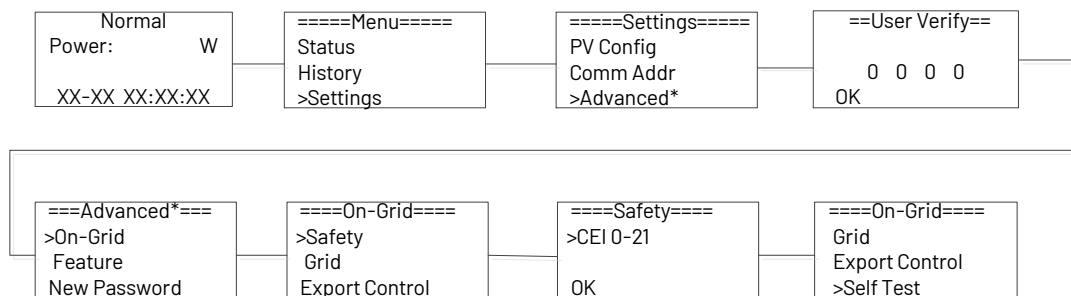 Normal
Power: W
XX-XX XX:XX:XX
=====Menu=====
Status
History
>Settings
=====Settings=====
PV Config
Comm Addr
>Advanced*
==User Verify==
0 0 0 0
OK
===Advanced*===
>On-Grid
Feature
New Password
====On-Grid====
>Safety
Grid
Export Control
====Safety====
>CEI 0-21
OK
====On-Grid====
Grid
Export Control
>Self Test